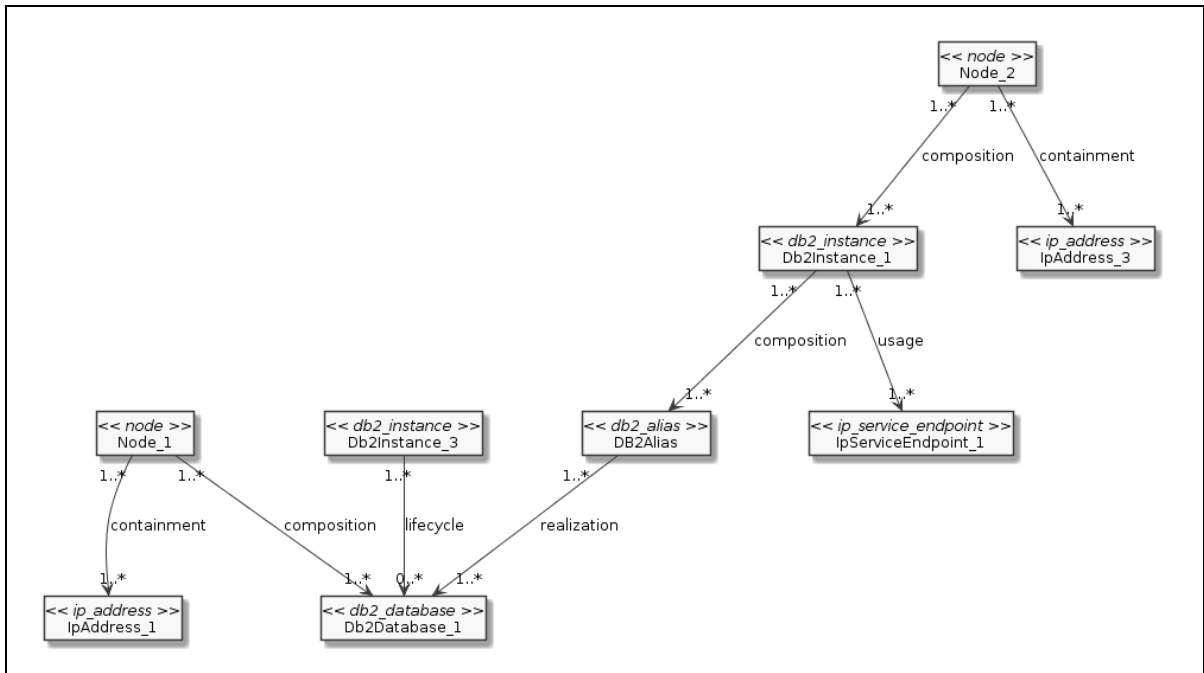 << node >>
Node_2
1..*
1..*
composition
containment
1..*
1..*
<< db2_instance >>
Db2Instance_1
<< ip_address >>
IpAddress_3
1..*
1..*
composition
usage
1..*
1..*
<< node >>
Node_1
<< db2_instance >>
Db2Instance_3
<< db2_alias >>
DB2Alias
<< ip_service_endpoint >>
IpServiceEndpoint_1
1..*
1..*
1..*
1..*
containment
composition
lifecycle
realization
1..*
1..*
0..*
1..*
<< ip_address >>
IpAddress_1
<< db2_database >>
Db2Database_1